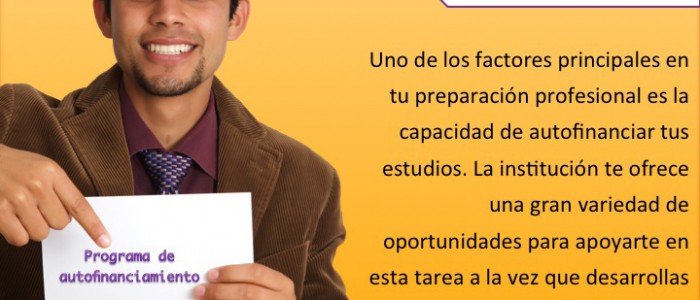 Uno de los factores principales en
tu preparación profesional es la
capacidad de autofinanciar tus
estudios. La institución te ofrece
una gran variedad de
oportunidades para apoyarte en
esta tarea a la vez que desarrollas
Programa de
autofinanciamiento